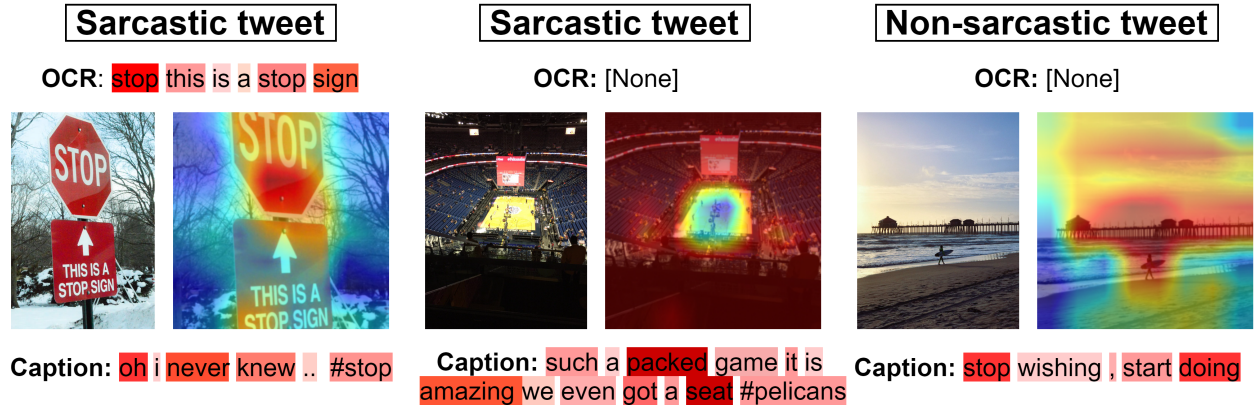 Sarcastic tweet
OCR: stop this is a stop sign
STOP
THIS IS A
STOP SIGN
STOP
THIS IS A
STOP SIGN
Caption: oh i never knew .. #stop
Sarcastic tweet
OCR: [None]
Caption: such a packed game it is
amazing we even got a seat #pelicans
Non-sarcastic tweet
OCR: [None]
Caption: stop wishing , start doing